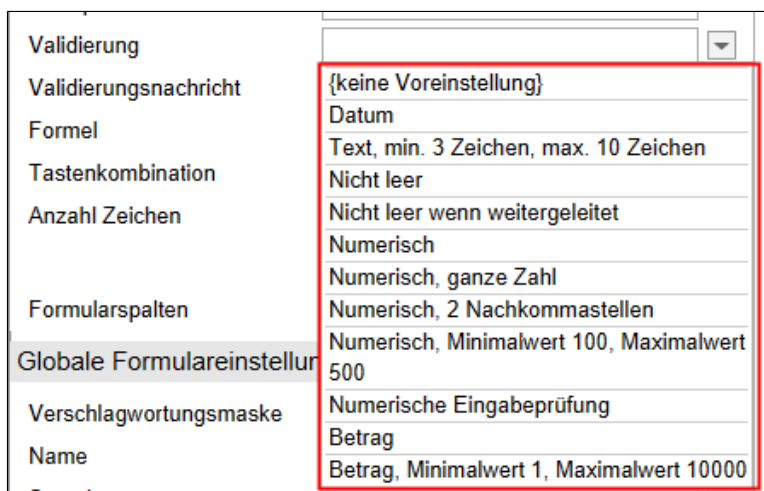 Validierung
Validierungsnachricht
Formel
Tastenkombination
Anzahl Zeichen
Formularspalten
Globale Formulareinstellun
Verschlagwortungsmaske
Name
{keine Voreinstellung}
Datum
Text, min. 3 Zeichen, max. 10 Zeichen
Nicht leer
Nicht leer wenn weitergeleitet
Numerisch
Numerisch, ganze Zahl
Numerisch, 2 Nachkommastellen
Numerisch, Minimalwert 100, Maximalwert
500
Numerische Eingabeprüfung
Betrag
Betrag, Minimalwert 1, Maximalwert 10000